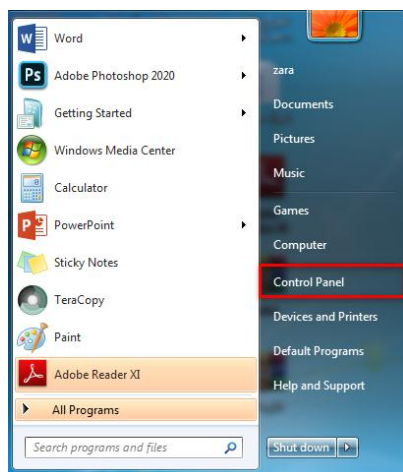 Word
Adobe Photoshop 2020
Getting Started
Windows Media Center
Calculator
PowerPoint
Sticky Notes
TeraCopy
Paint
Adobe Reader XI
All Programs
Search programs and files
zara
Documents
Pictures
Music
Games
Computer
Control Panel
Devices and Printers
Default Programs
Help and Support
Shut down